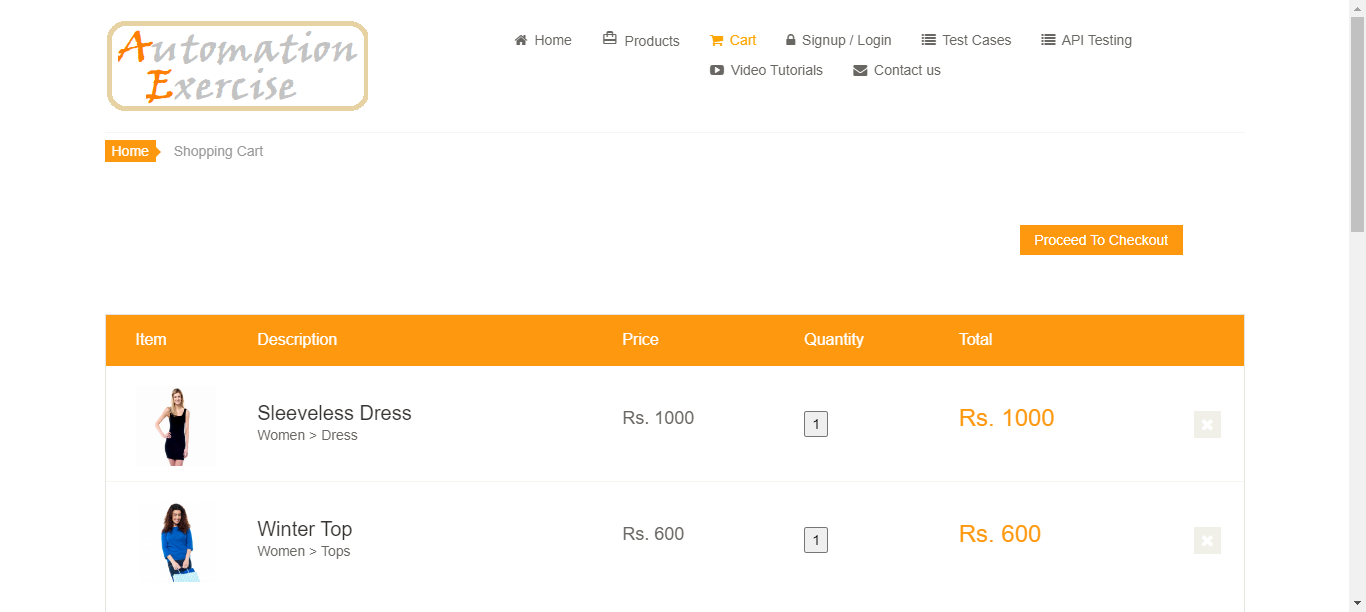 Automation
Exercise
Home Products Cart Signup / Login Test Cases API Testing
Video Tutorials Contact us
Home Shopping Cart
Proceed To Checkout
Item Description Price Quantity Total
Sleeveless Dress Rs. 1000 1 Rs. 1000
Women > Dress
Winter Top Rs. 600 1 Rs. 600
Women > Tops